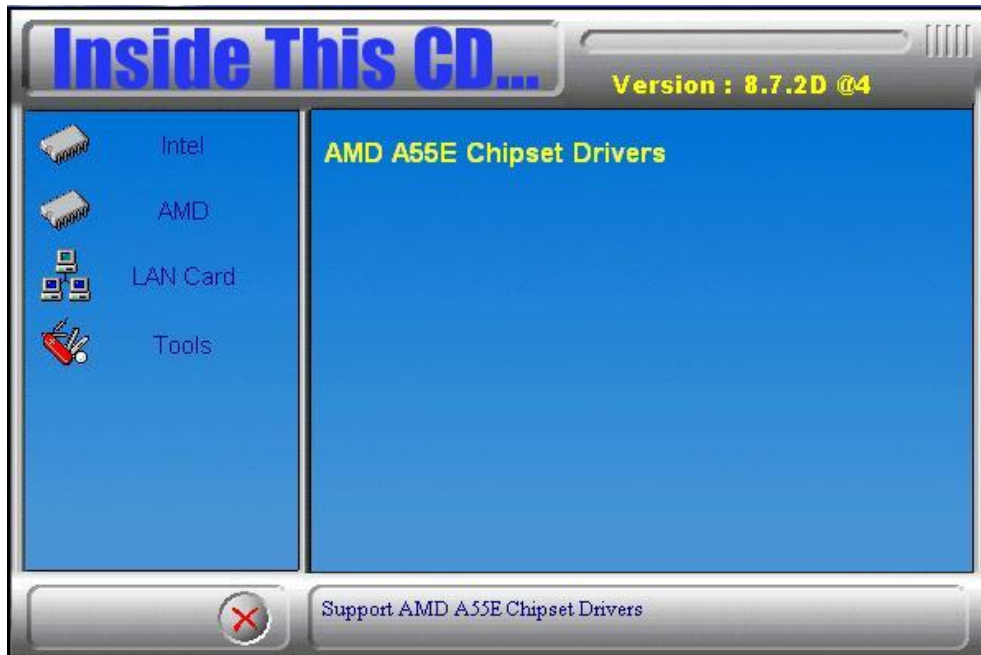 Inside This CD...
Version : 8.7.2D @4
Intel
AMD
LAN Card
Tools
AMD A55E Chipset Drivers
Support AMD A55E Chipset Drivers